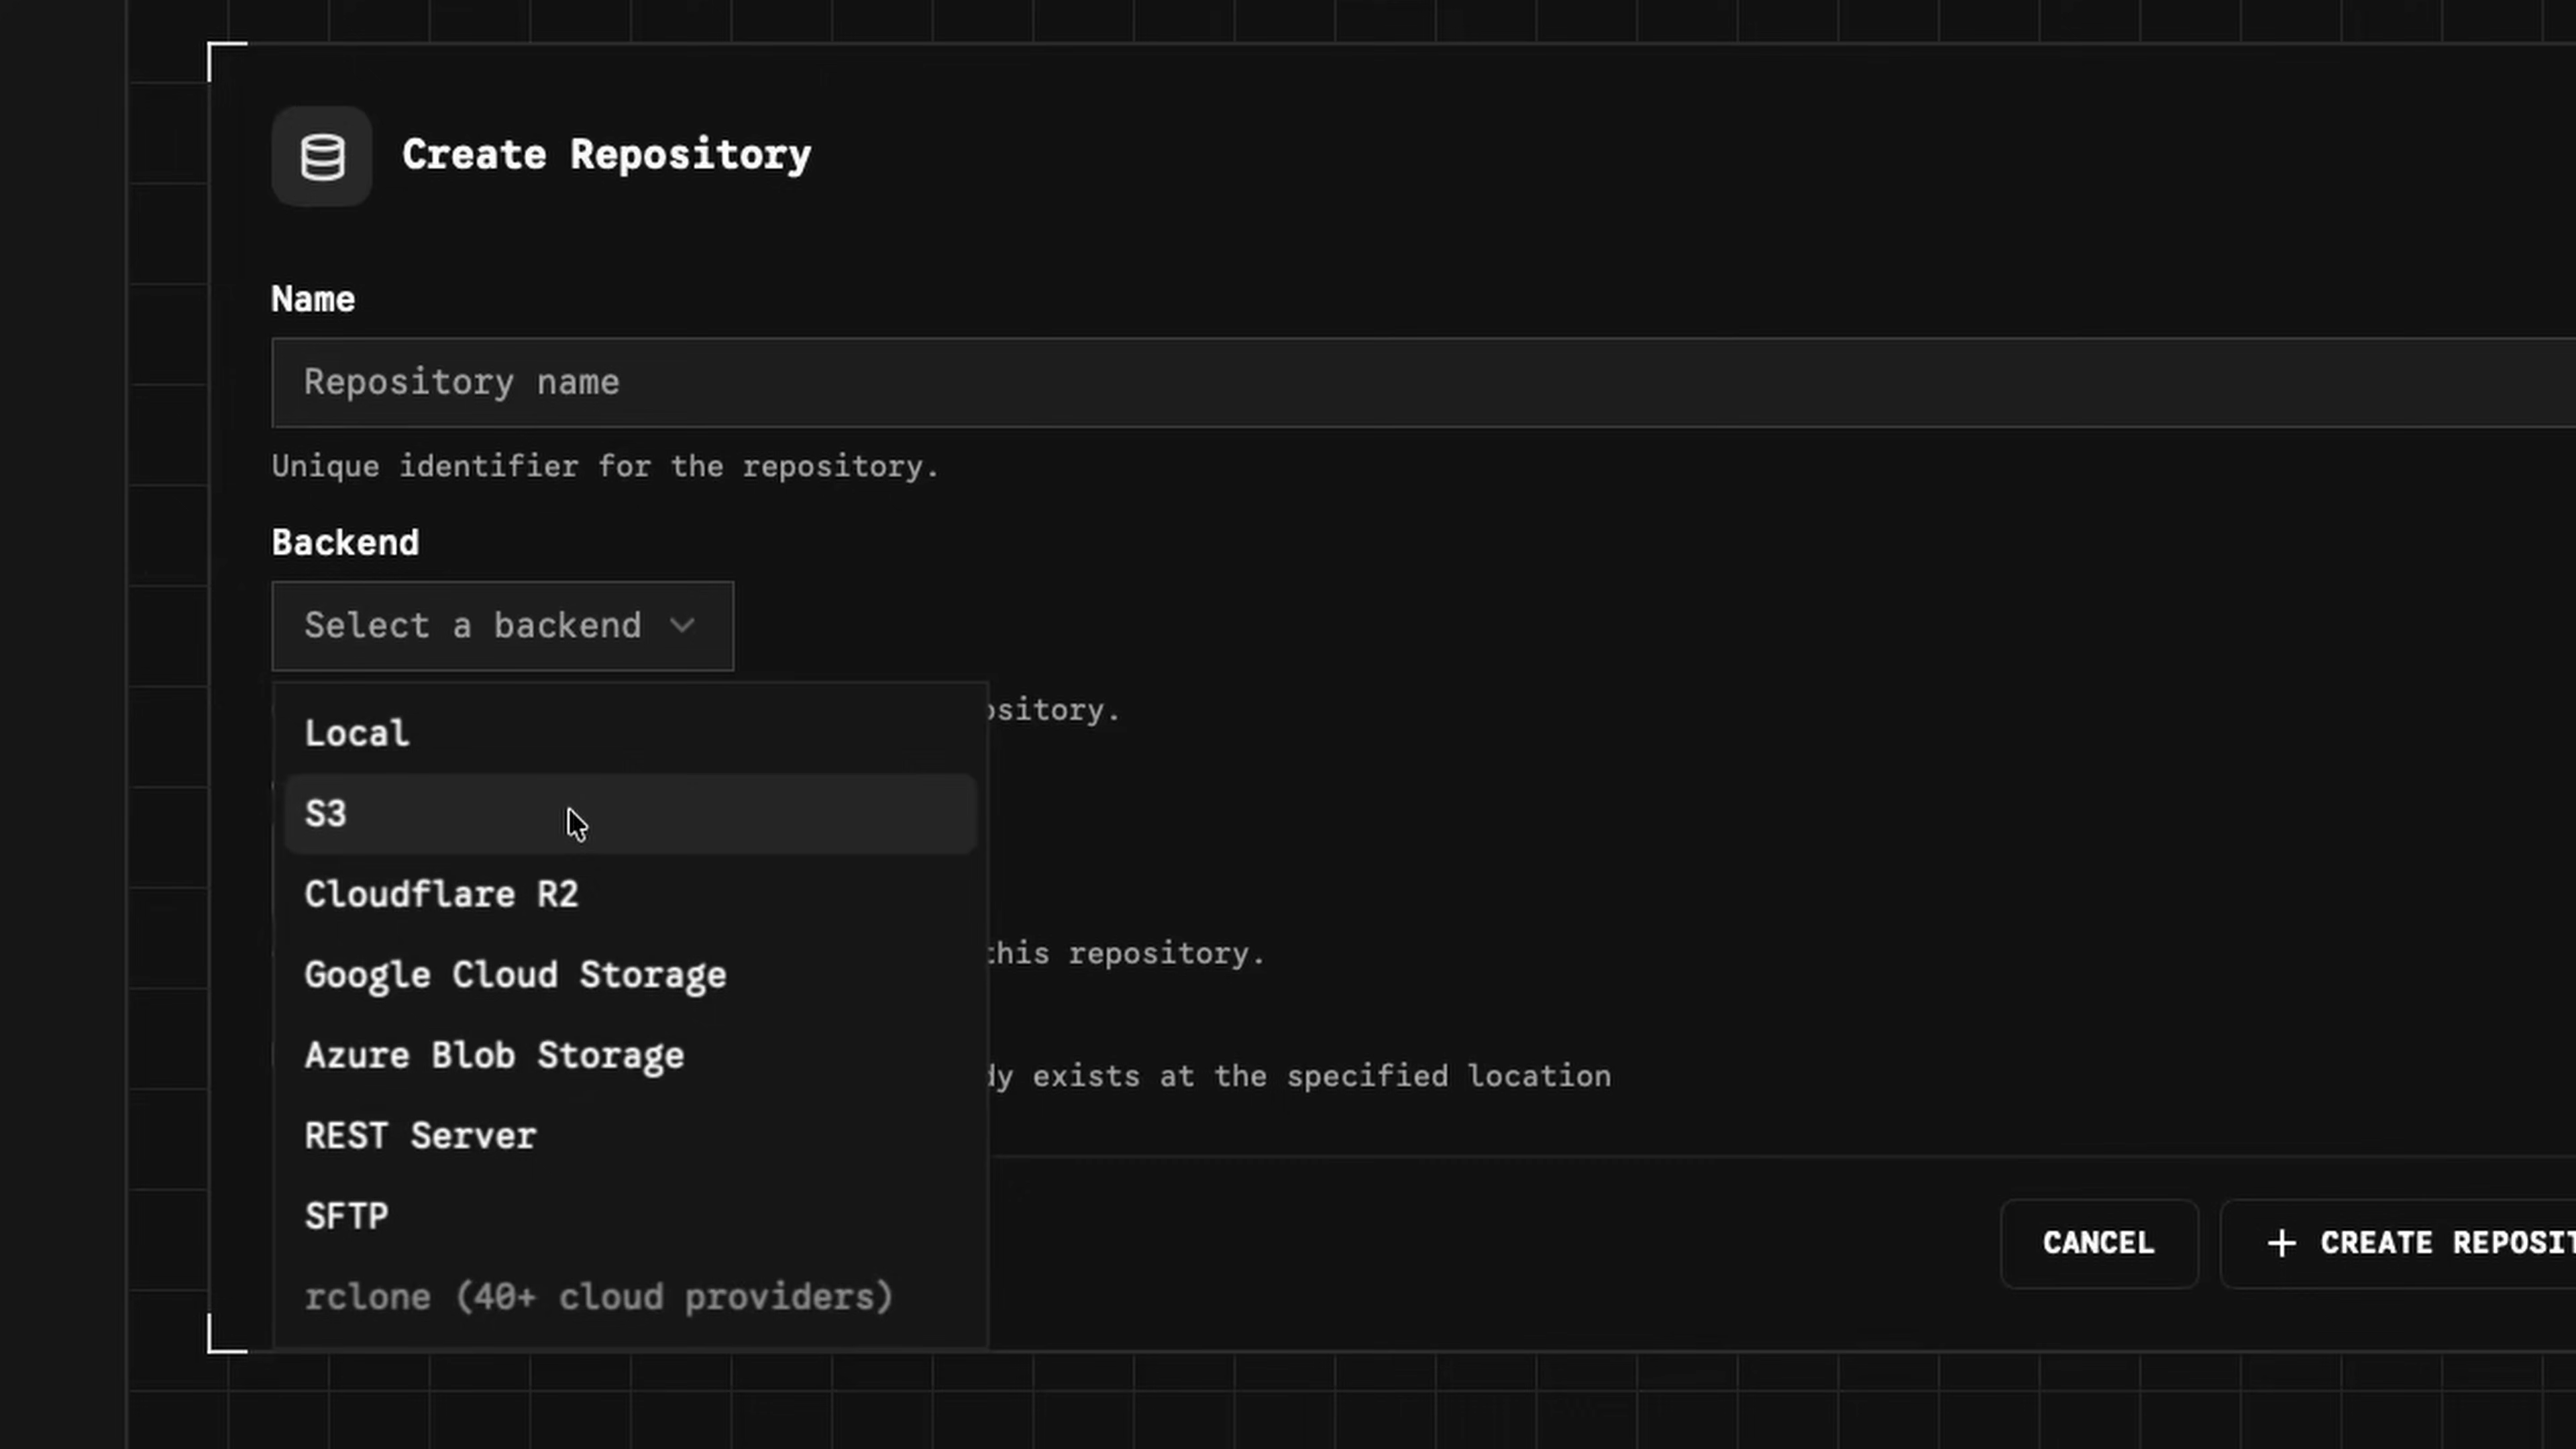 Create Repository
Name
Repository name
Unique identifier for the repository.
Backend
Select a backend
Local
S3
Cloudflare R2
Google Cloud Storage
Azure Blob Storage
REST Server
SFTP
rclone (40+ cloud providers)
ository.
this repository.
dy exists at the specified location
CANCEL
+ CREATE REPOSIT